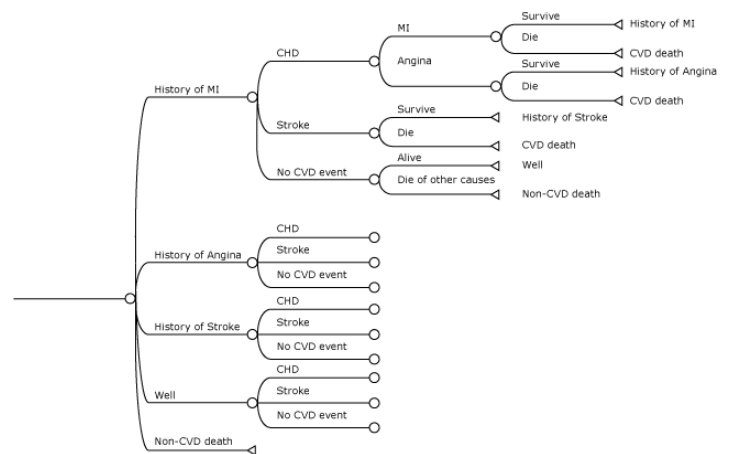 Survive
History of MI
MI
Die
CHD
CVD death
Angina
Survive
History of Angina
Die
History of MI
CVD death
Survive
History of Stroke
Stroke
Die
CVD death
Alive
Well
No CVD event
Die of other causes
Non-CVD death
CHD
History of Angina
Stroke
No CVD event
CHD
History of Stroke
Stroke
No CVD event
CHD
Well
Stroke
No CVD event
Non-CVD death